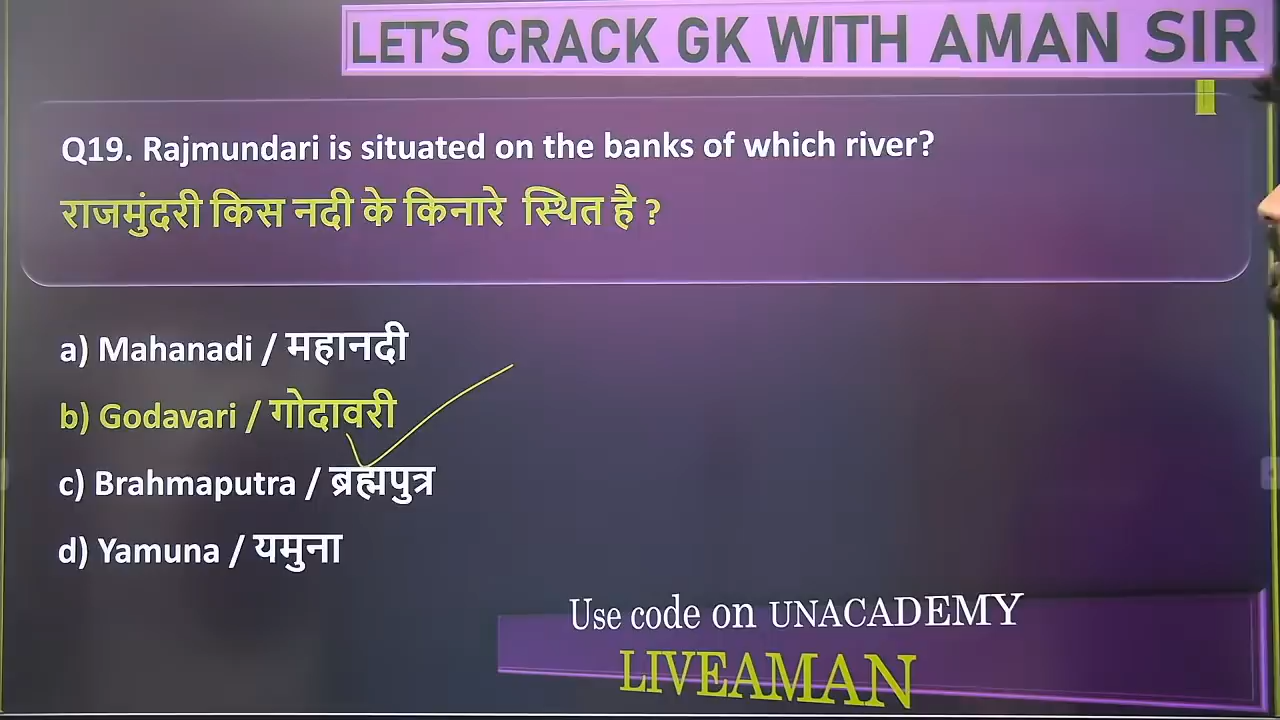 LET'S CRACK GK WITH AMAN SIR
Q19. Rajmundari is situated on the banks of which river?
राजमुंदरी किस नदी के किनारे स्थित है ?
a) Mahanadi / महानदी
b) Godavari / गोदावरी
c) Brahmaputra / ब्रह्मपुत्र
d) Yamuna / यमुना
Use code on UNACADEMY
LIVEAMAN